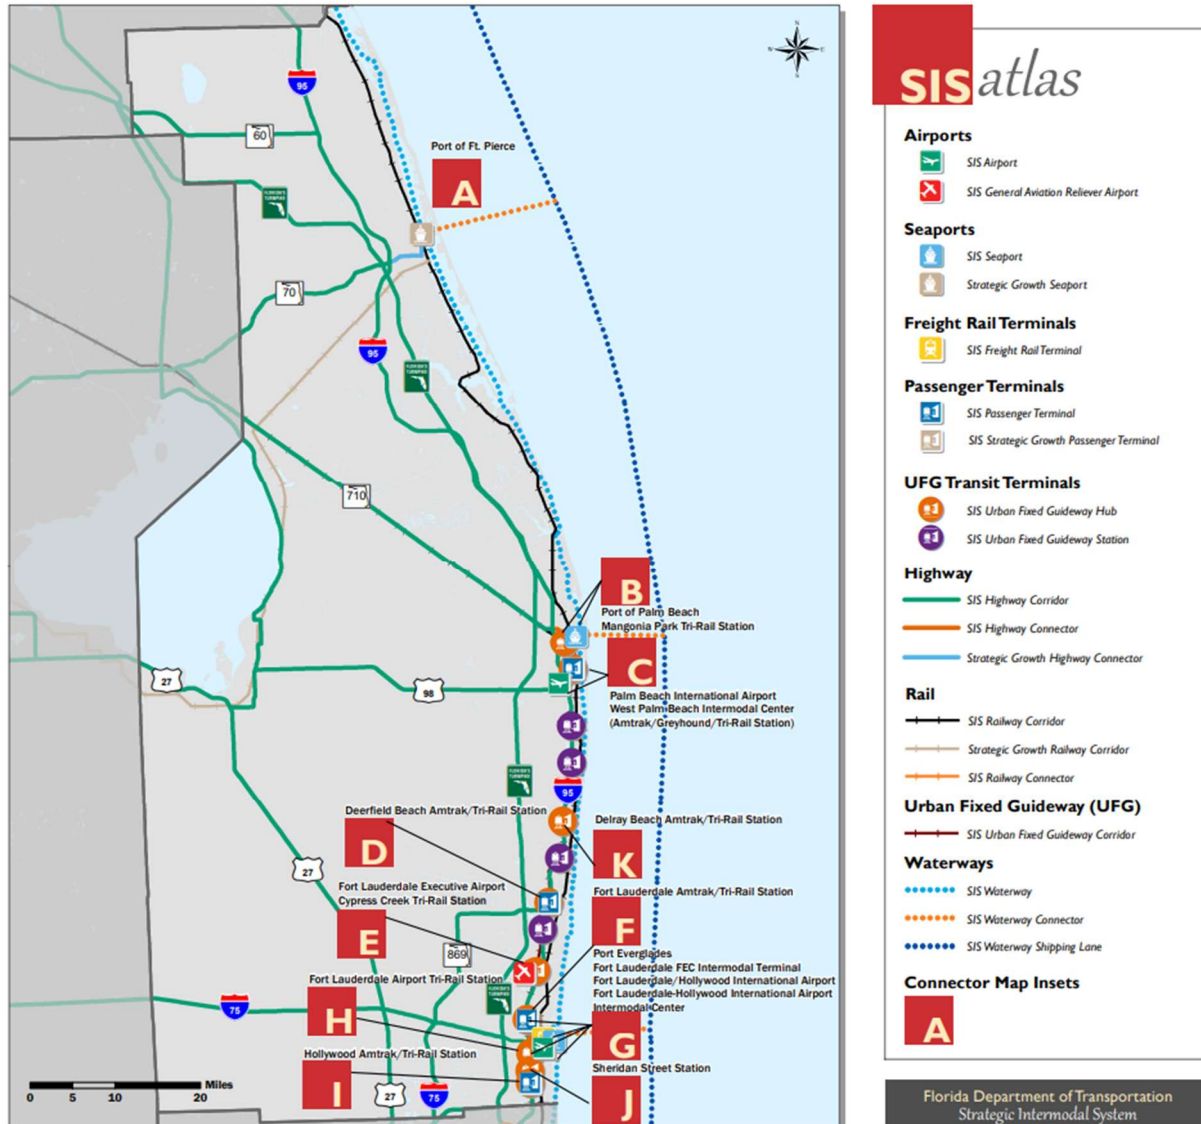 N
W
E
S
95
60
FLORIDA'S
TURNPIKE
Port of Ft. Pierce
A
70
95
FLORIDA'S
TURNPIKE
710
B
Port of Palm Beach
Mangonia Park Tri-Rail Station
C
27
98
Palm Beach International Airport
West Palm Beach Intermodal Center
(Amtrak/Greyhound/Tri-Rail Station)
FLORIDA'S
TURNPIKE
95
Deerfield Beach Amtrak/Tri-Rail Station
D
Delray Beach Amtrak/Tri-Rail Station
K
27
Fort Lauderdale Executive Airport
Cypress Creek Tri-Rail Station
E
Fort Lauderdale Amtrak/Tri-Rail Station
F
869
Port Everglades
Fort Lauderdale FEC Intermodal Terminal
Fort Lauderdale/Hollywood International Airport
Fort Lauderdale-Hollywood International Airport
Intermodal Center
G
Fort Lauderdale Airport Tri-Rail Station
H
FLORIDA'S
TURNPIKE
75
Hollywood Amtrak/Tri-Rail Station
I
Sheridan Street Station
J
27
75
Miles
0 5 10 20
SIS atlas
Airports
SIS Airport
SIS General Aviation Reliever Airport
Seaports
SIS Seaport
Strategic Growth Seaport
Freight Rail Terminals
SIS Freight Rail Terminal
Passenger Terminals
SIS Passenger Terminal
SIS Strategic Growth Passenger Terminal
UFG Transit Terminals
SIS Urban Fixed Guideway Hub
SIS Urban Fixed Guideway Station
Highway
SIS Highway Corridor
SIS Highway Connector
Strategic Growth Highway Connector
Rail
SIS Railway Corridor
Strategic Growth Railway Corridor
SIS Railway Connector
Urban Fixed Guideway (UFG)
SIS Urban Fixed Guideway Corridor
Waterways
SIS Waterway
SIS Waterway Connector
SIS Waterway Shipping Lane
Connector Map Insets
A
Florida Department of Transportation
Strategic Intermodal System